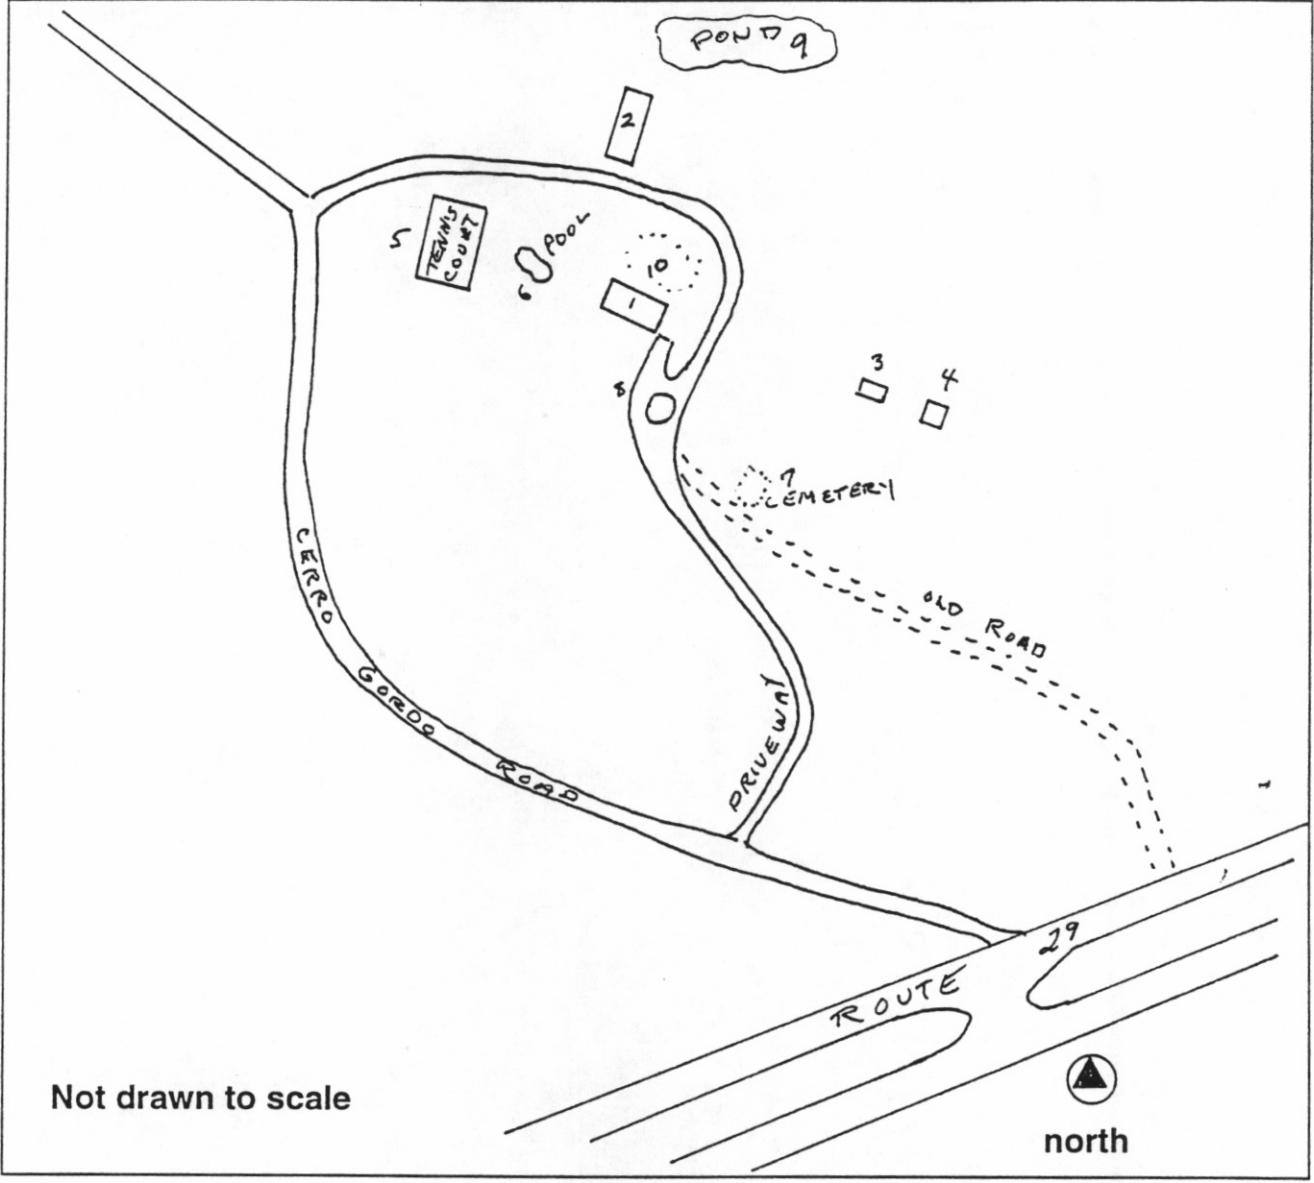 POND 9
2
5
TENNIS
COURT
POOL
6
10
1
8
3
4
7
CEMETERY
OLD ROAD
CERRO
GORDO
ROAD
DRIVEWAY
ROUTE 29
Not drawn to scale
north